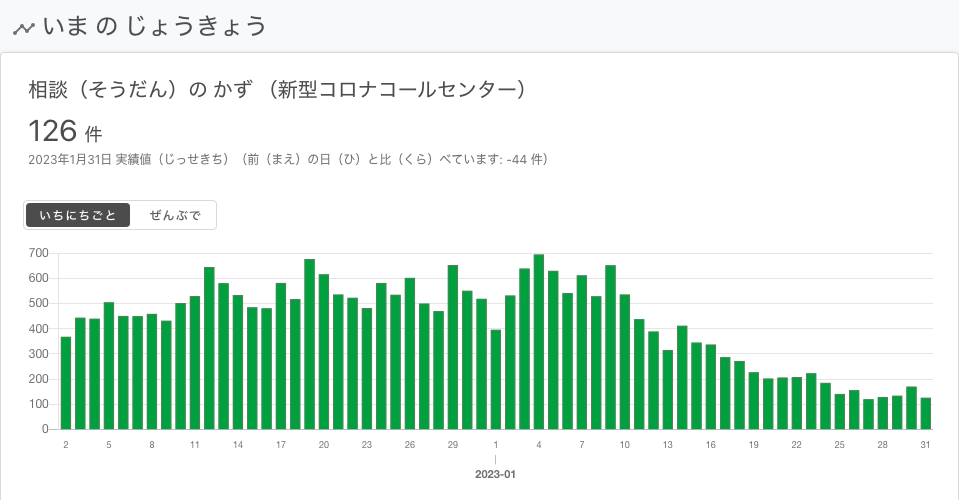 いま の じょうきょう
相談（そうだん）の かず （新型コロナコールセンター）
126 件
2023年1月31日 実績値（じっせきち）（前（まえ）の日（ひ）と比（くら）べています: -44 件）
いちにちごと ぜんぶで
700
600
500
400
300
200
100
0
2 5 8 11 14 17 20 23 26 29 1 4 7 10 13 16 19 22 25 28 31
2023-01